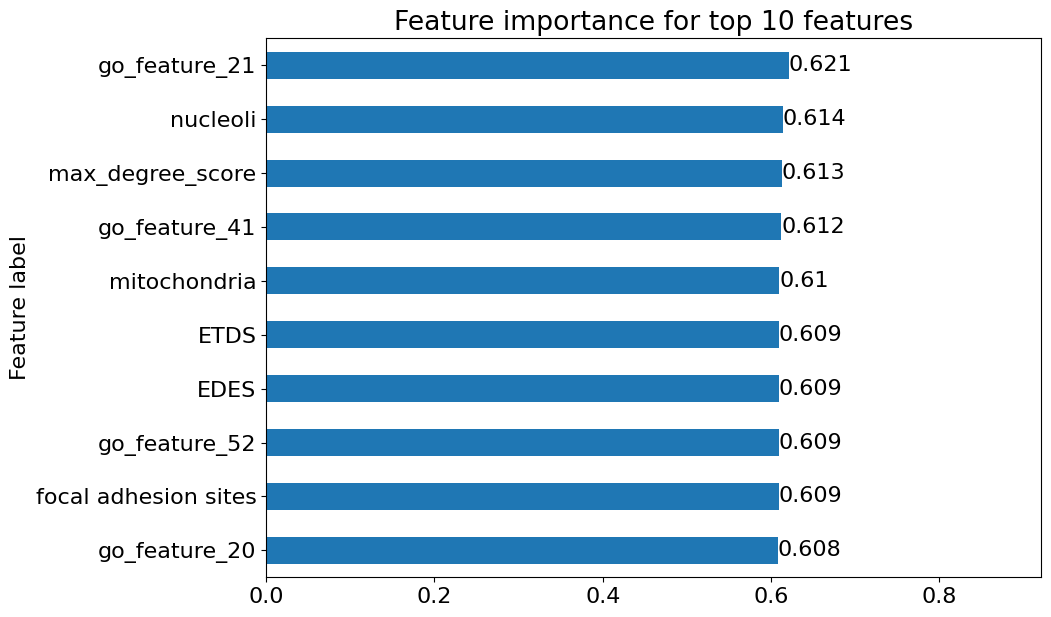 Feature importance for top 10 features
Feature label
go_feature_21 0.621
nucleoli 0.614
max_degree_score 0.613
go_feature_41 0.612
mitochondria 0.61
ETDS 0.609
EDES 0.609
go_feature_52 0.609
focal adhesion sites 0.609
go_feature_20 0.608
0.0 0.2 0.4 0.6 0.8